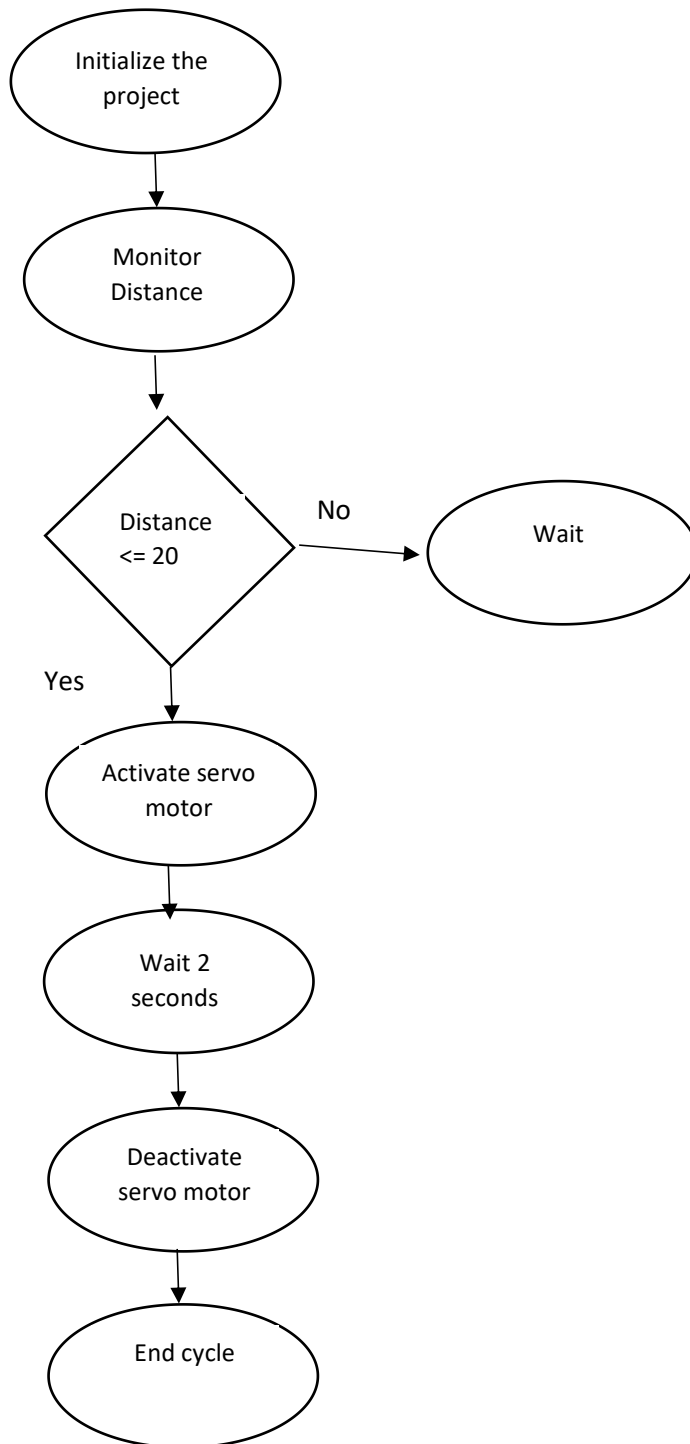 Initialize the
project
Monitor
Distance
Distance
<= 20
No
Wait
Yes
Activate servo
motor
Wait 2
seconds
Deactivate
servo motor
End cycle